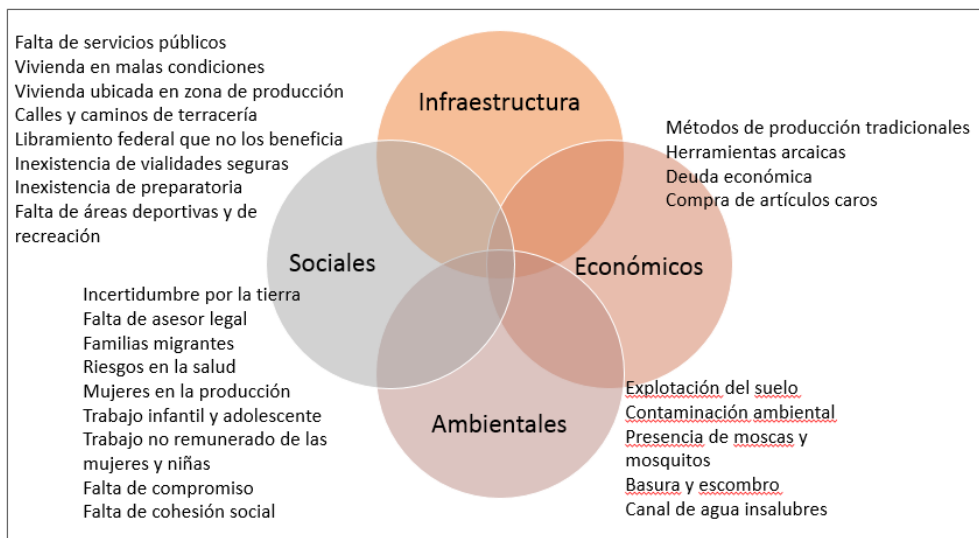 Falta de servicios públicos
Vivienda en malas condiciones
Vivienda ubicada en zona de producción
Calles y caminos de terracería
Libramiento federal que no los beneficia
Inexistencia de vialidades seguras
Inexistencia de preparatoria
Falta de áreas deportivas y de
recreación
Infraestructura
Métodos de producción tradicionales
Herramientas arcaicas
Deuda económica
Compra de artículos caros
Sociales
Económicos
Incertidumbre por la tierra
Falta de asesor legal
Familias migrantes
Riesgos en la salud
Mujeres en la producción
Trabajo infantil y adolescente
Trabajo no remunerado de las
mujeres y niñas
Falta de compromiso
Falta de cohesión social
Ambientales
Explotación del suelo
Contaminación ambiental
Presencia de moscas y
mosquitos
Basura y escombro
Canal de agua insalubres